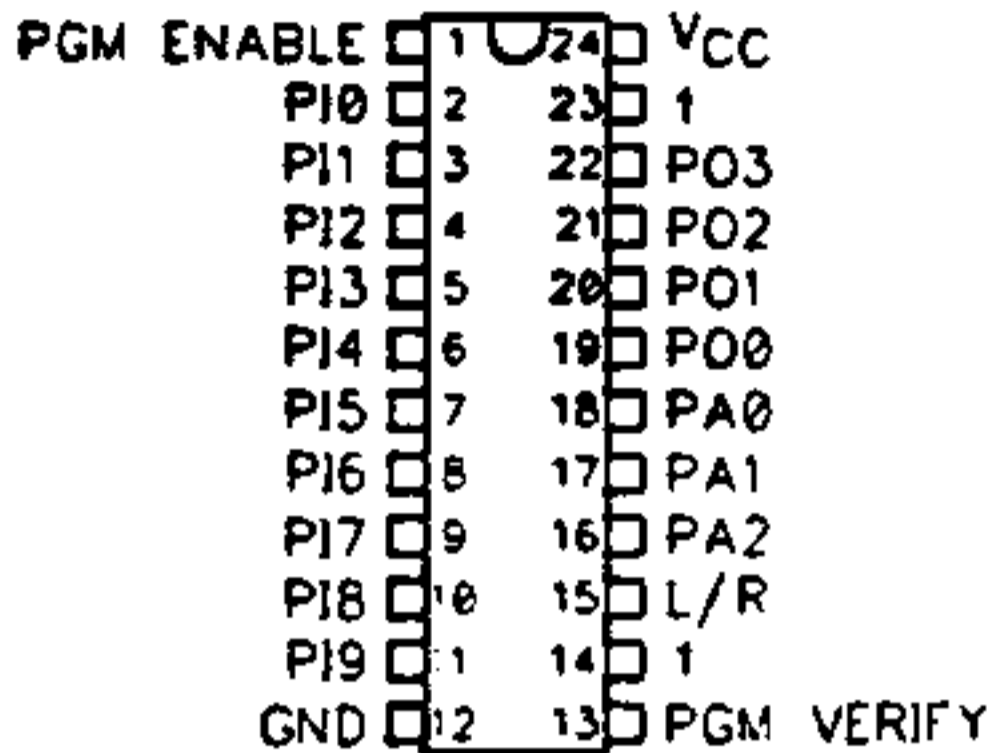 PGM ENABLE 1 24 VCC
PI0 2 23 †
PI1 3 22 PO3
PI2 4 21 PO2
PI3 5 20 PO1
PI4 6 19 PO0
PI5 7 18 PA0
PI6 8 17 PA1
PI7 9 16 PA2
PI8 10 15 L/R
PI9 11 14 †
GND 12 13 PGM VERIFY